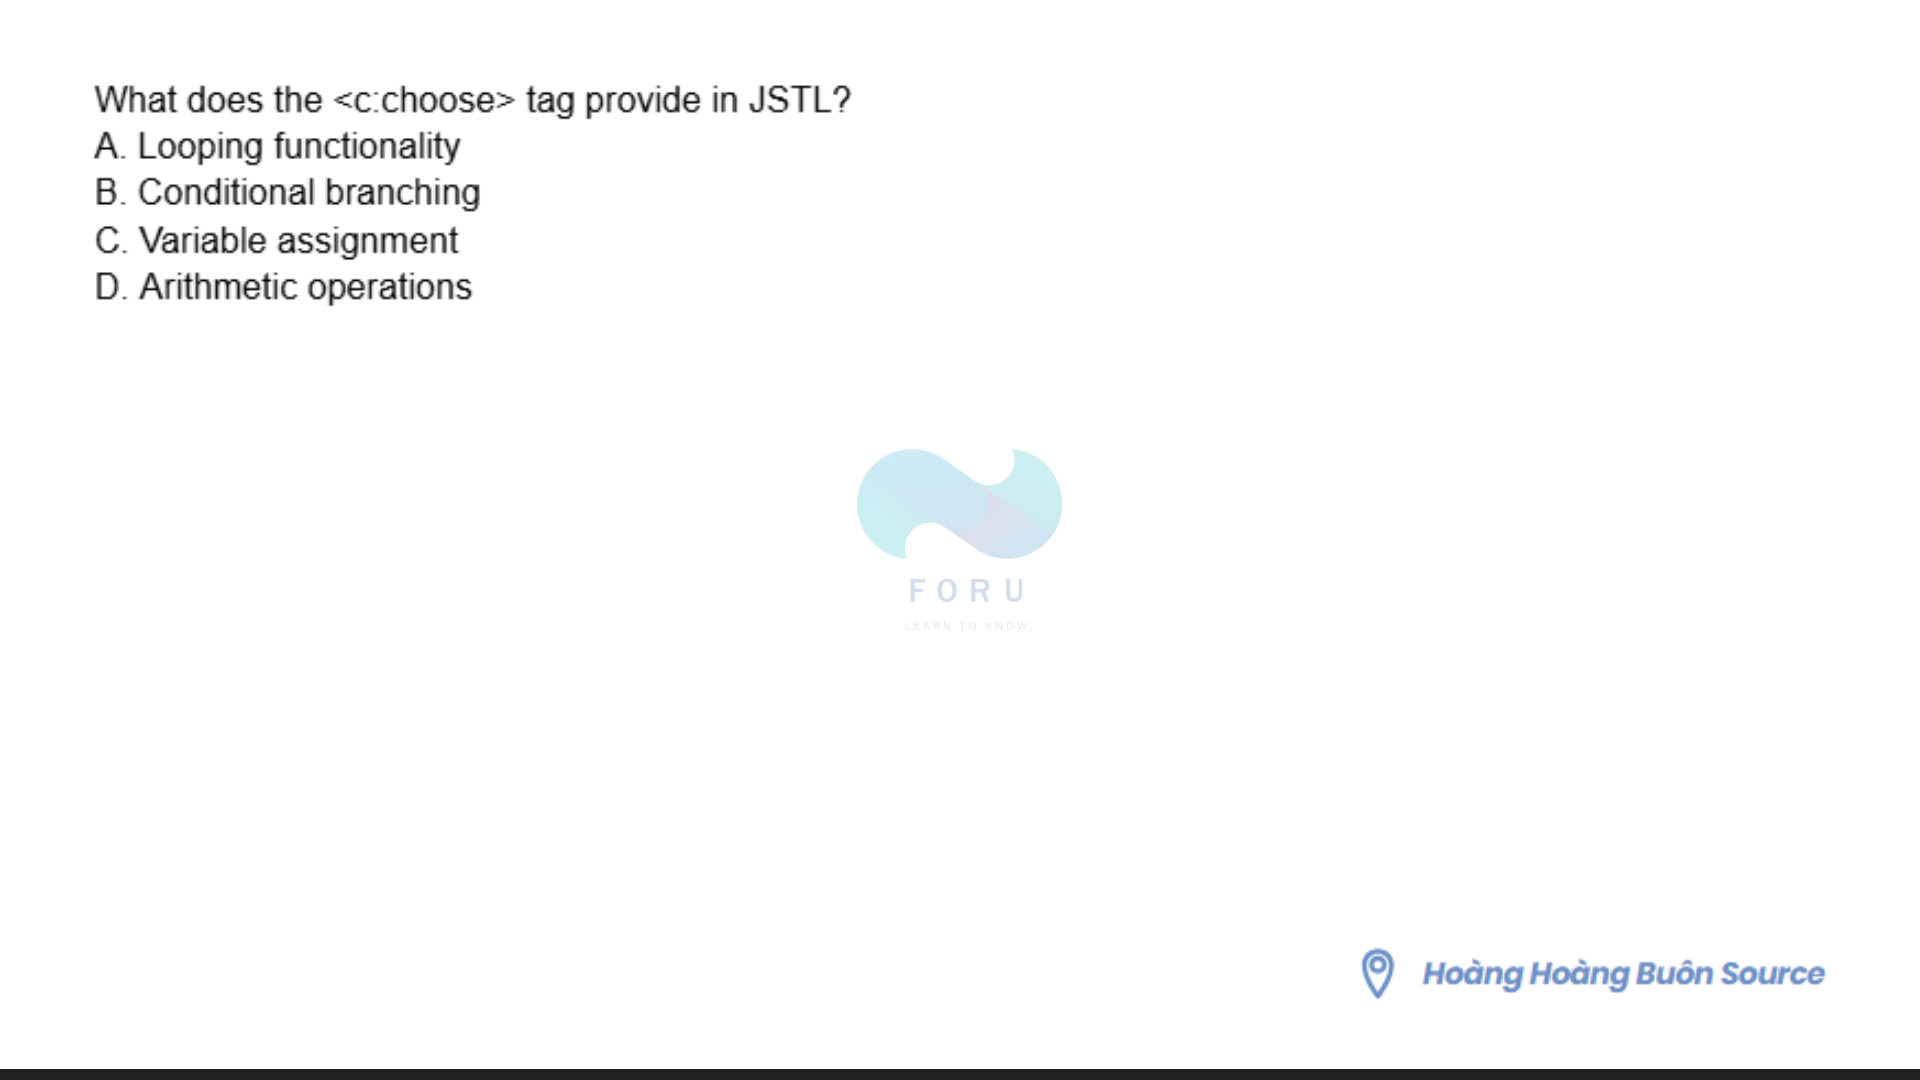 What does the <c:choose> tag provide in JSTL?
A. Looping functionality
B. Conditional branching
C. Variable assignment
D. Arithmetic operations
FORU
LEARN TO KNOW
Hoàng Hoàng Buôn Source